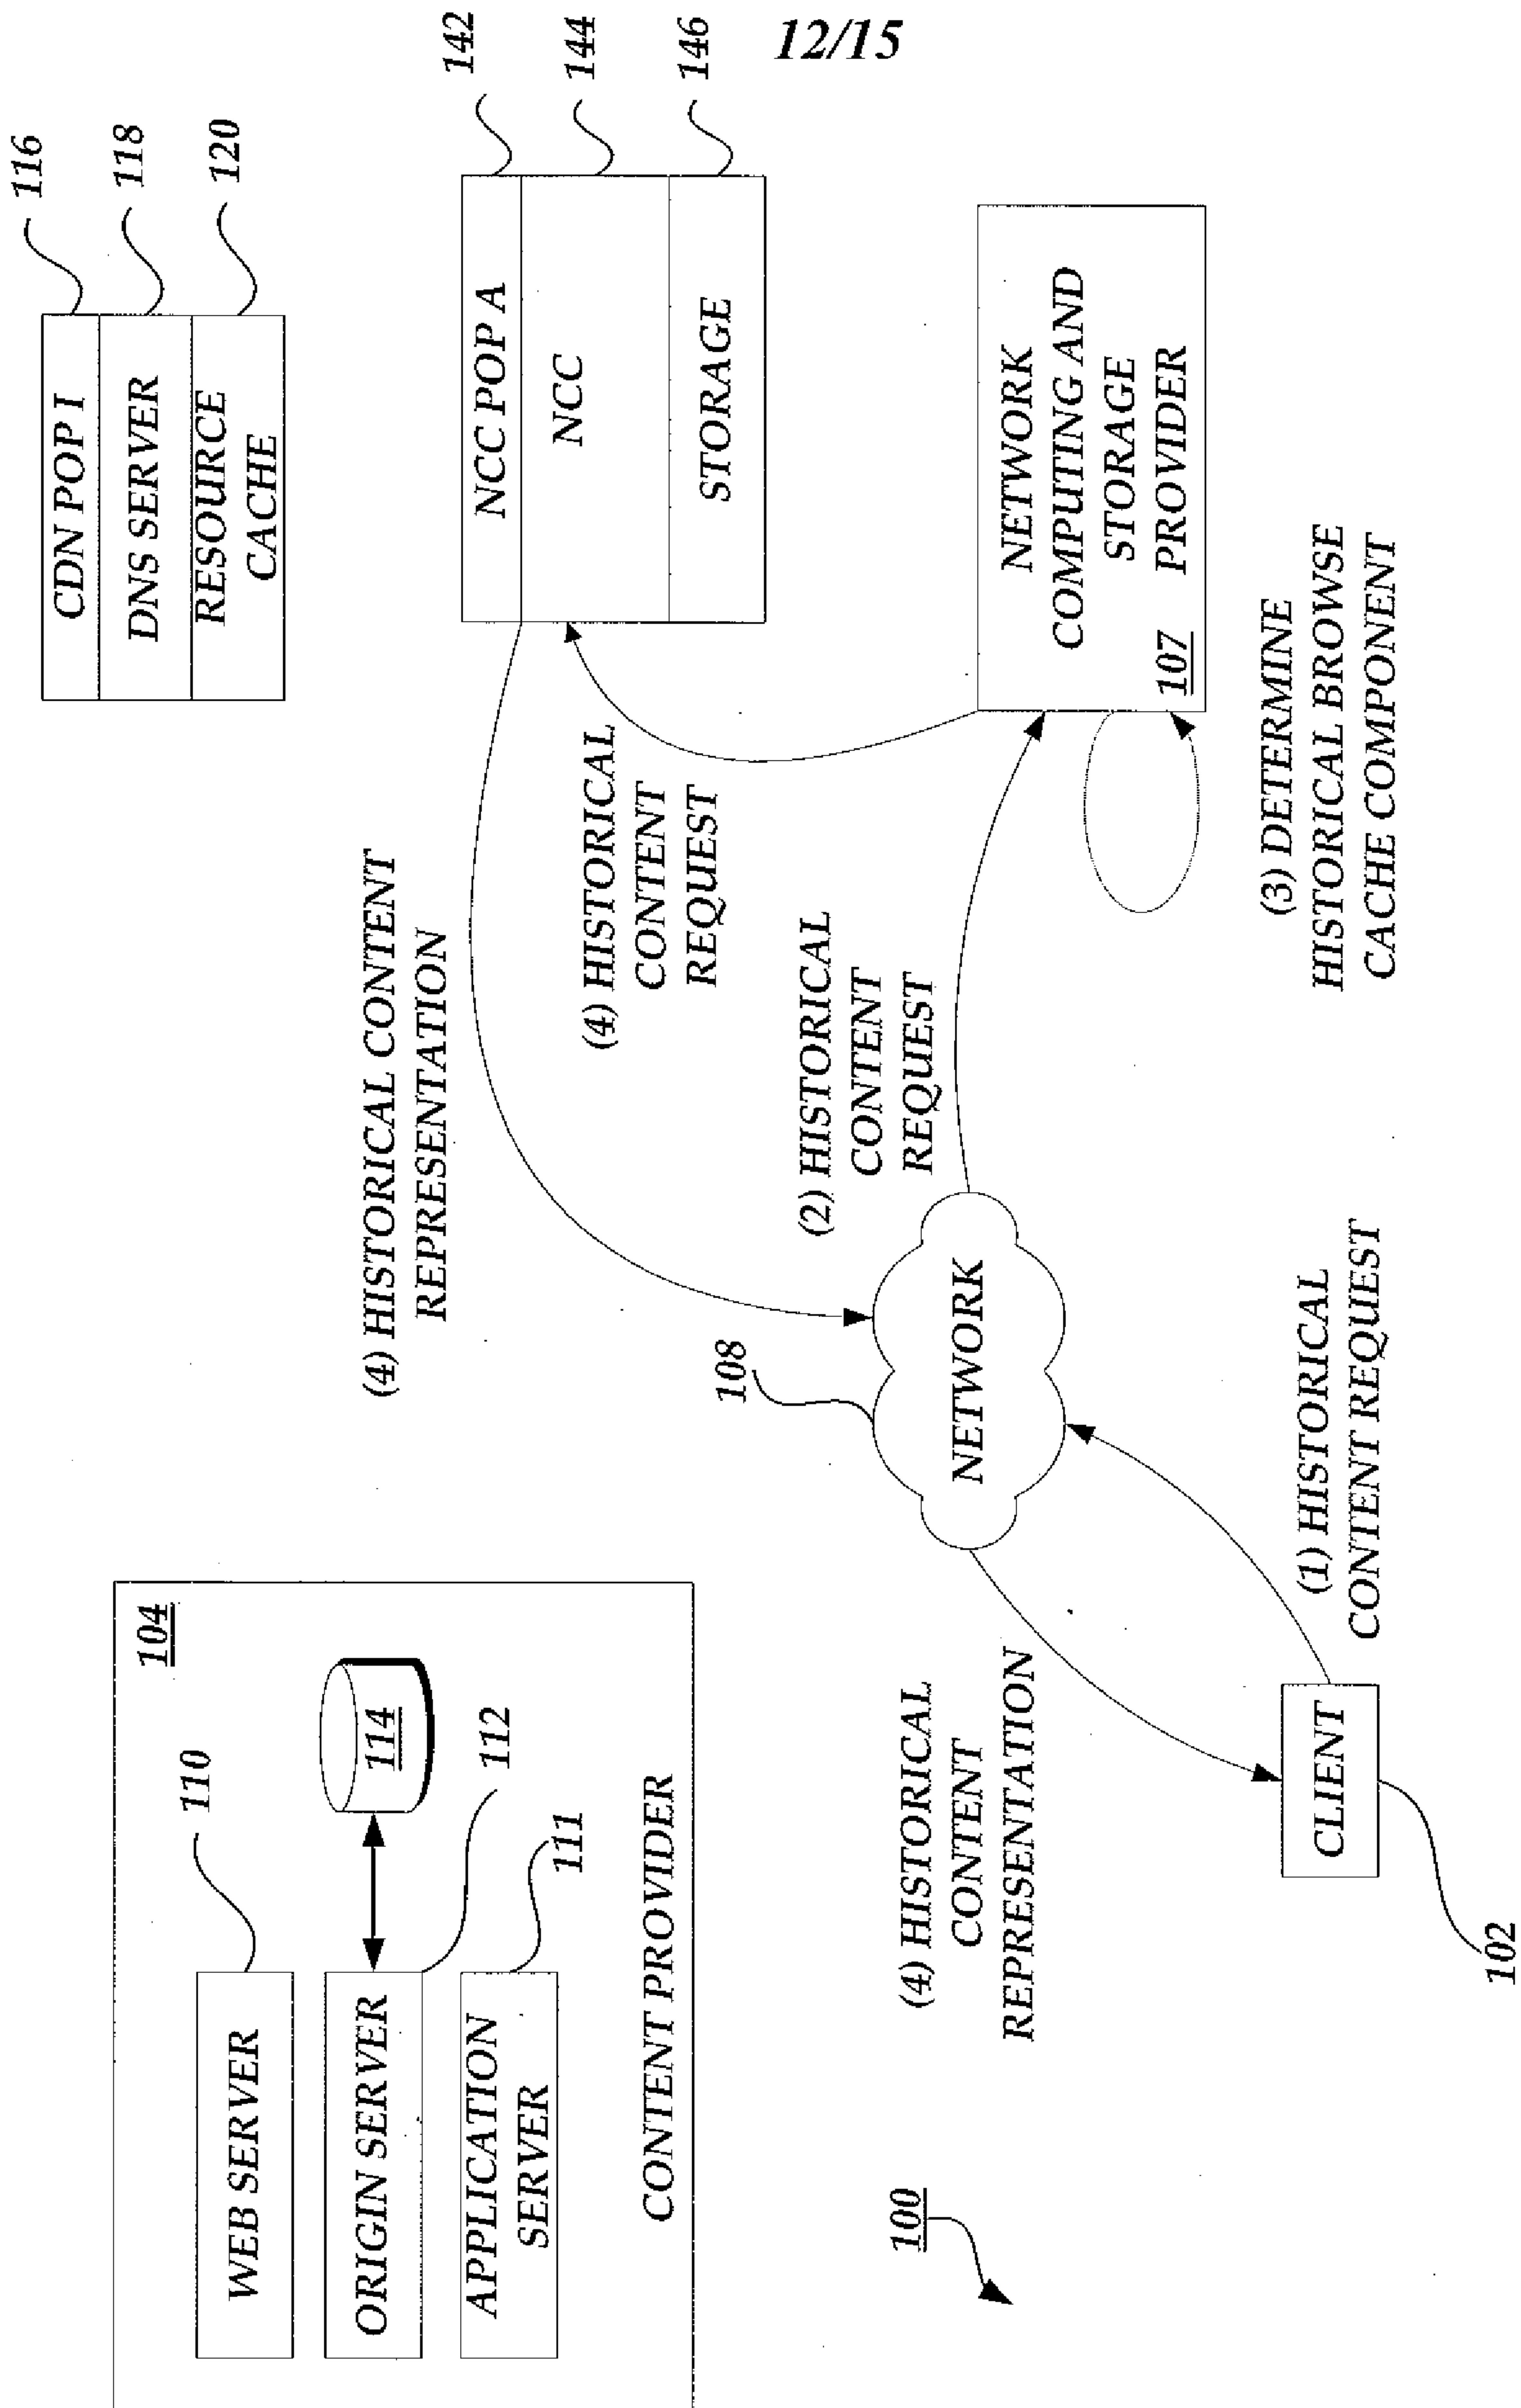 12/15
104
WEB SERVER
110
ORIGIN SERVER
114
112
APPLICATION
SERVER
111
CONTENT PROVIDER
CDN POP I
116
DNS SERVER
118
RESOURCE
CACHE
120
(4) HISTORICAL CONTENT
REPRESENTATION
NCC POP A
142
NCC
144
STORAGE
146
(4) HISTORICAL
CONTENT
REQUEST
108
NETWORK
(2) HISTORICAL
CONTENT
REQUEST
NETWORK
COMPUTING AND
STORAGE
PROVIDER
107
(3) DETERMINE
HISTORICAL BROWSE
CACHE COMPONENT
(4) HISTORICAL
CONTENT
REPRESENTATION
(1) HISTORICAL
CONTENT REQUEST
CLIENT
102
100